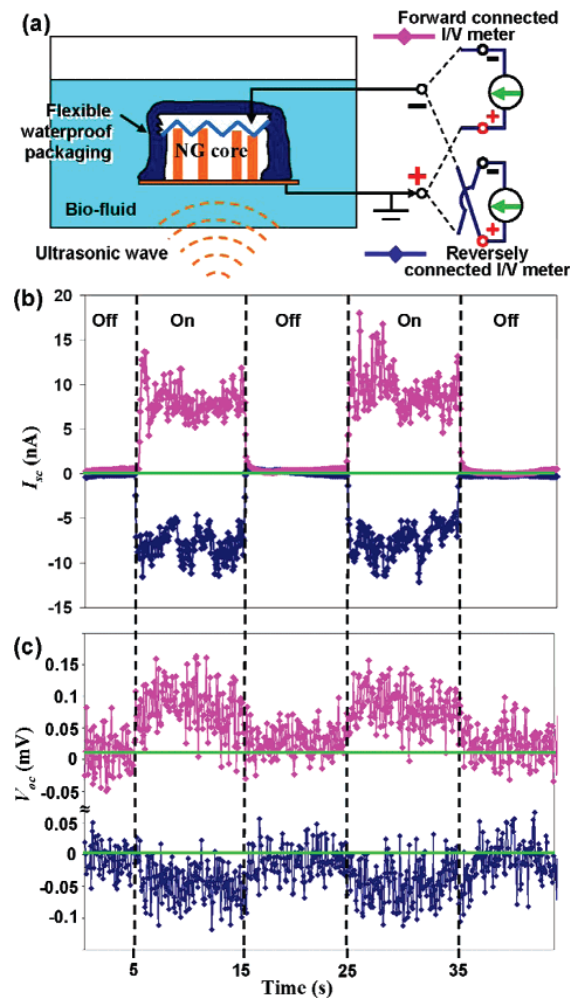 (a)
Forward connected
I/V meter
Flexible
waterproof
packaging
NG core
Bio-fluid
Ultrasonic wave
-
+
-
+
-
+
Reversely
connected I/V meter
(b)
20
15
10
5
0
-5
-10
-15
Isc (nA)
Off
On
Off
On
Off
(c)
0.15
0.10
0.05
0
-0.05
≈
0.05
0
-0.05
-0.1
Voc (mV)
5
15
25
35
Time (s)